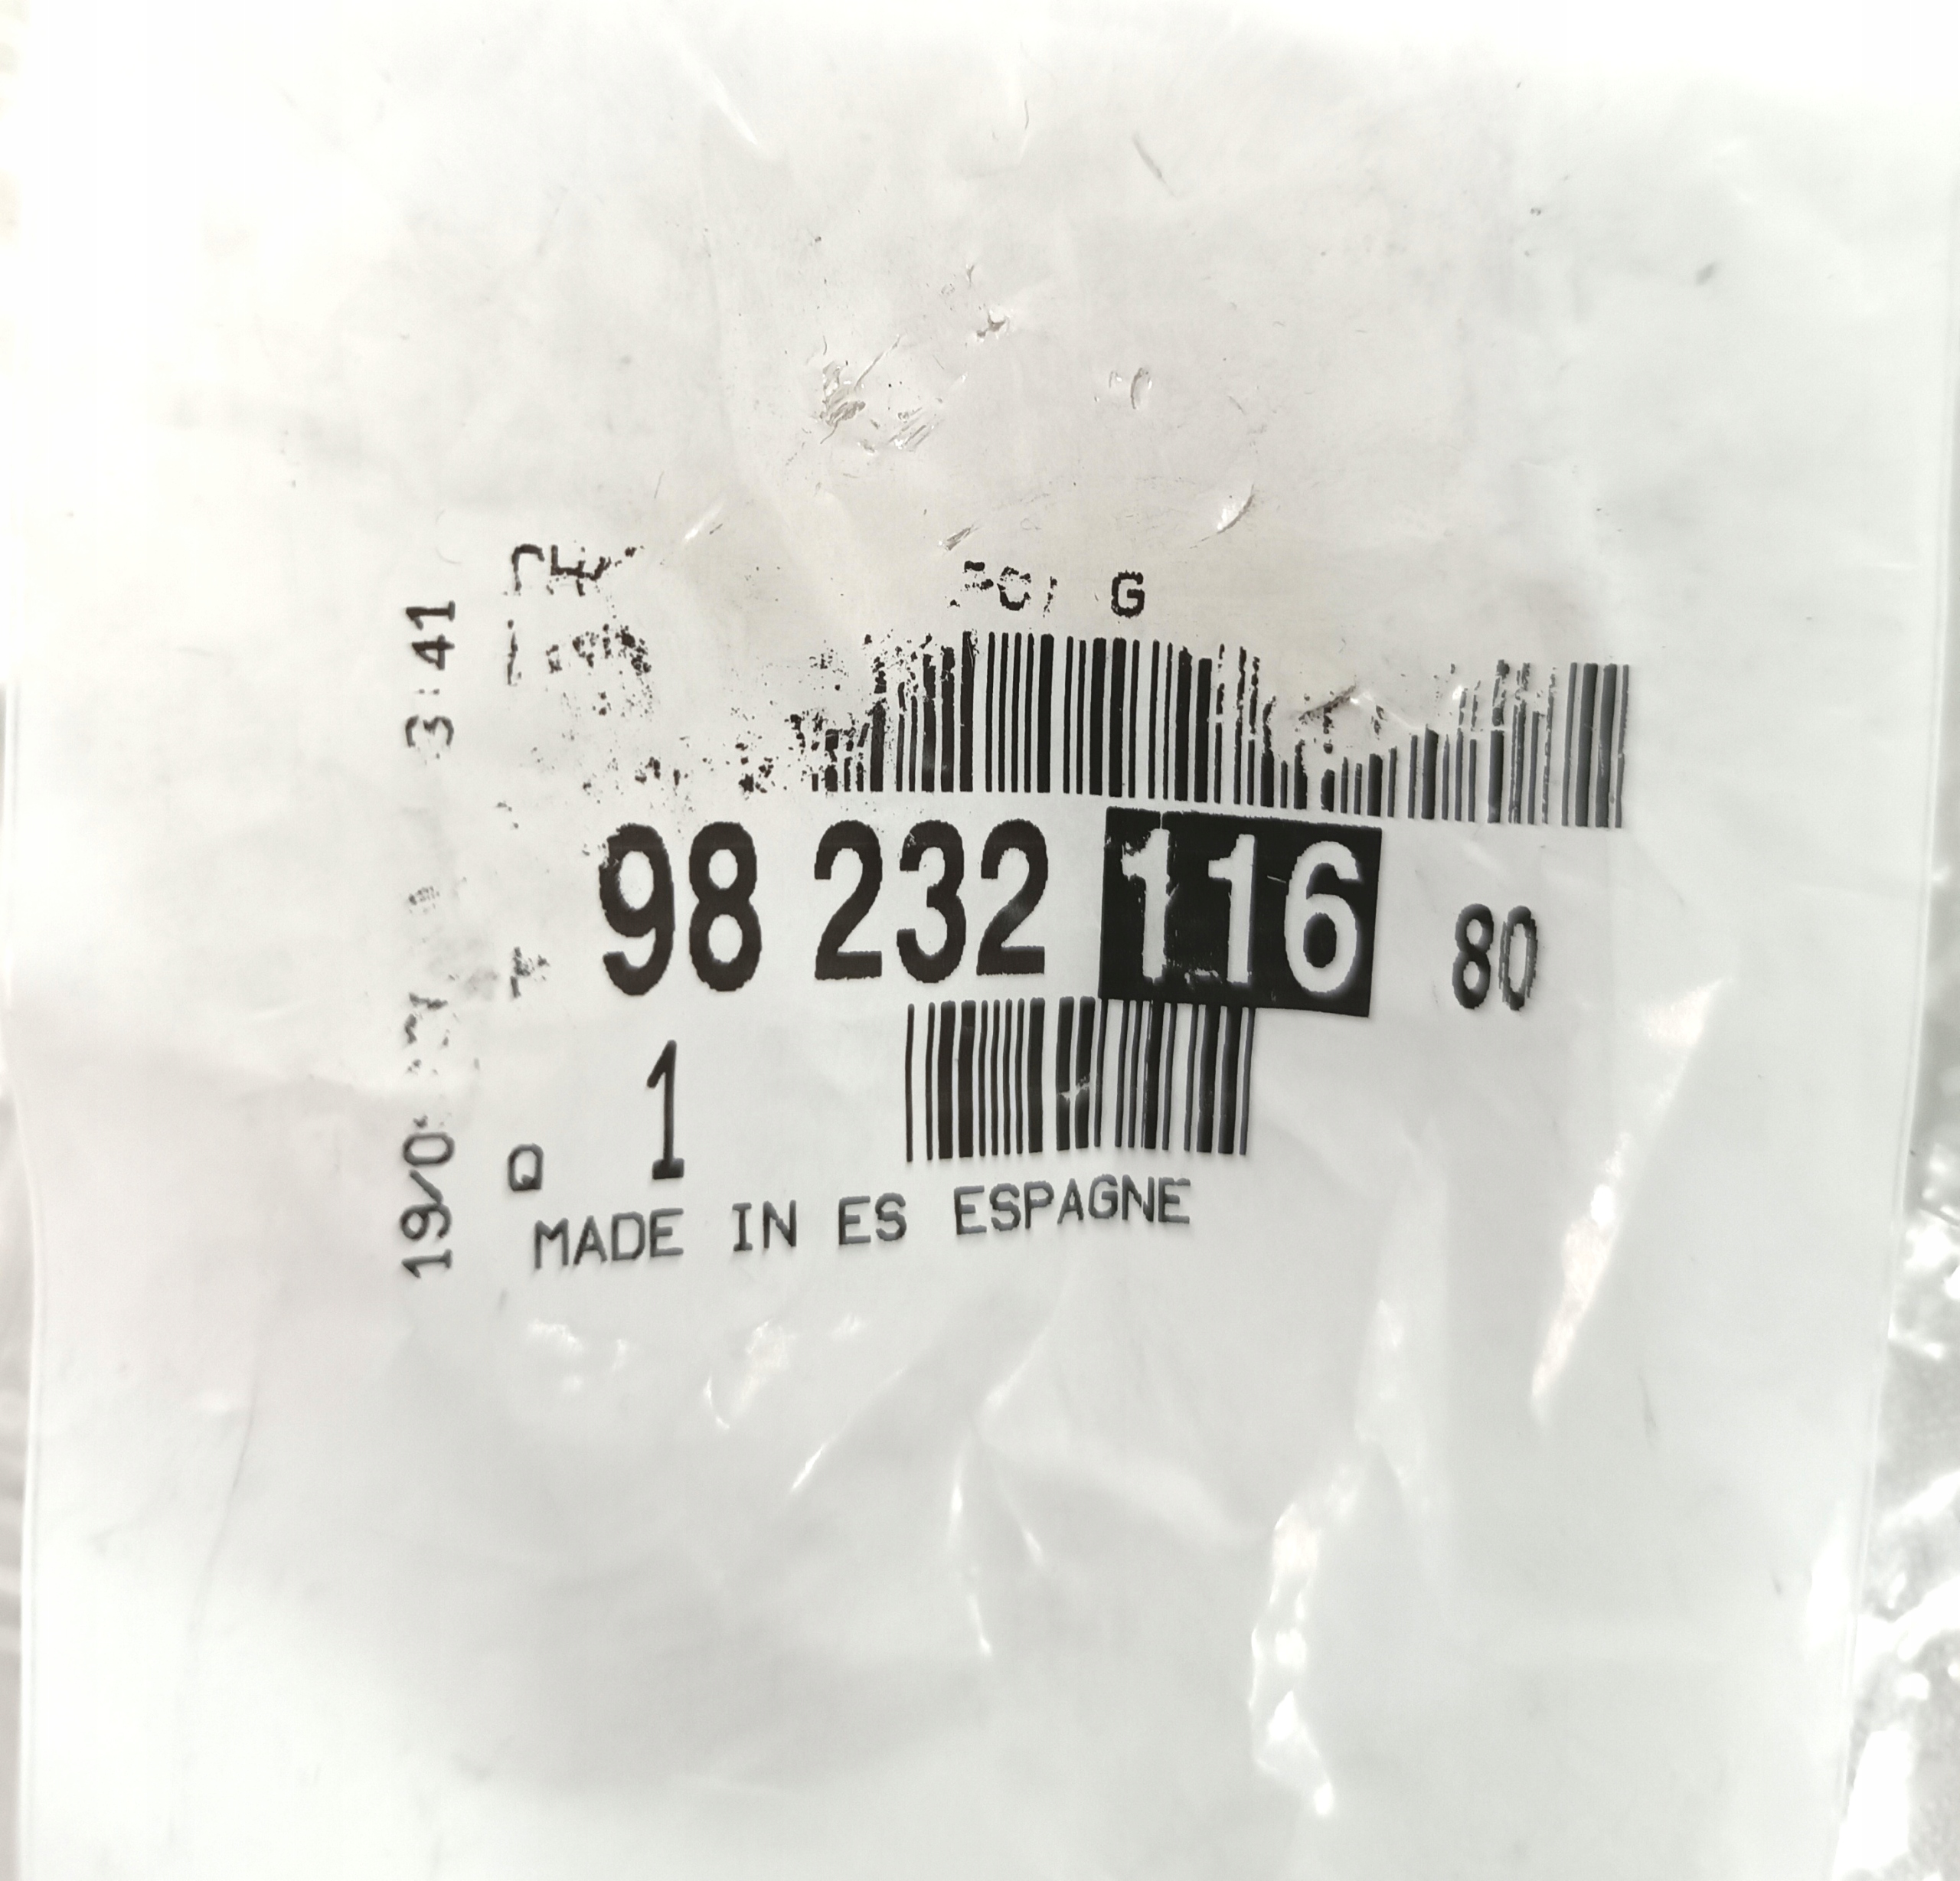 G
98 232 116 80
Q 1
MADE IN ES ESPAGNE
3:41